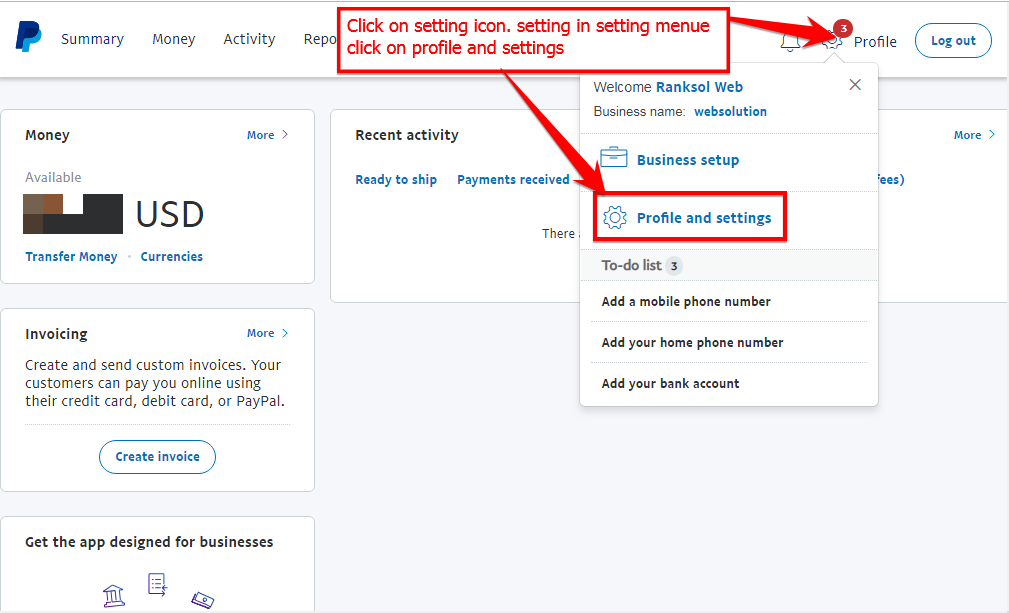 Click on setting icon. setting in setting menue
click on profile and settings
Summary
Money
Activity
Repo
3
Profile
Log out
Welcome Ranksol Web
Business name: websolution
Business setup
Profile and settings
To-do list 3
Add a mobile phone number
Add your home phone number
Add your bank account
Money
More
Available
USD
Transfer Money
Currencies
Recent activity
More
Ready to ship
Payments received
fees)
There
Invoicing
More
Create and send custom invoices. Your
customers can pay you online using
their credit card, debit card, or PayPal.
Create invoice
Get the app designed for businesses